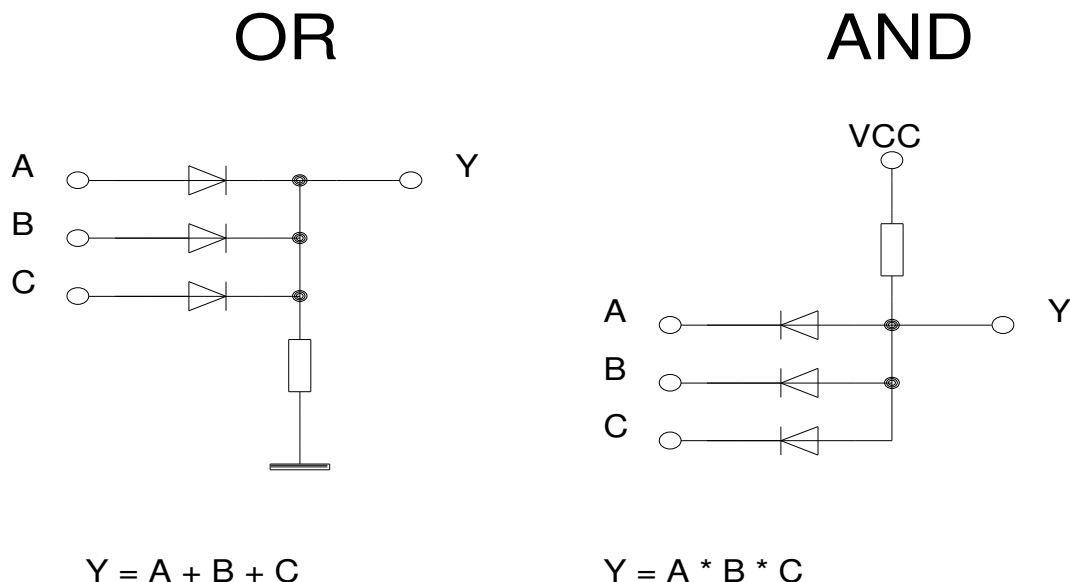 OR
A
B
C
Y
Y = A + B + C
AND
VCC
A
B
C
Y
Y = A * B * C